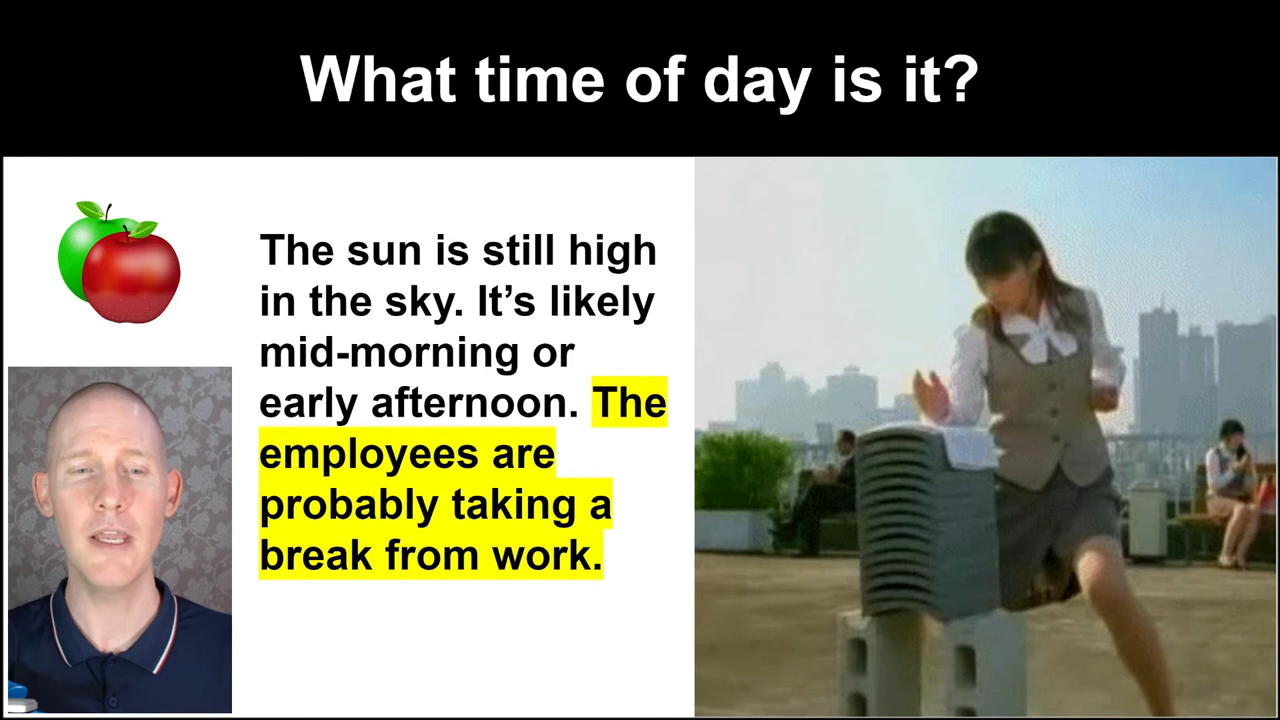 What time of day is it?
The sun is still high
in the sky. It’s likely
mid-morning or
early afternoon. The
employees are
probably taking a
break from work.